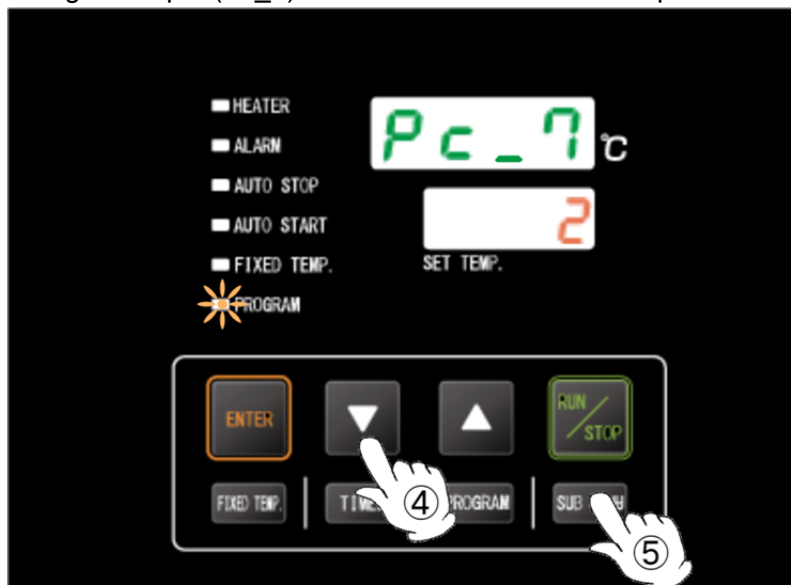 HEATER
ALARM
AUTO STOP
AUTO START
FIXED TEMP.
PROGRAM
Pc_7 ℃
2
SET TEMP.
ENTER ▼ ▲ RUN/STOP
FIXED TEMP. PROGRAM SUB
④
⑤